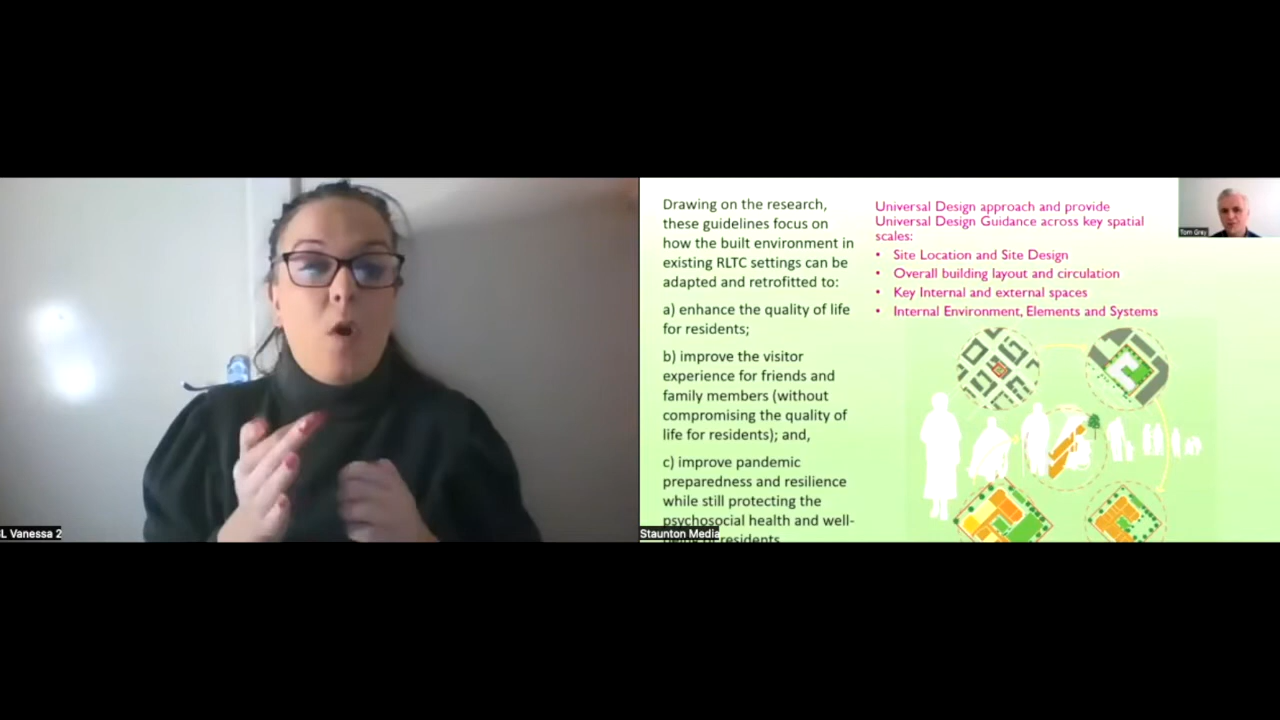 Drawing on the research,
these guidelines focus on
how the built environment in
existing RLTC settings can be
adapted and retrofitted to:
a) enhance the quality of life
for residents;
b) improve the visitor
experience for friends and
family members (without
compromising the quality of
life for residents); and,
c) improve pandemic
preparedness and resilience
while still protecting the
psychosocial health and well-
residents
Universal Design approach and provide
Universal Design Guidance across key spatial
scales:
• Site Location and Site Design
• Overall building layout and circulation
• Key Internal and external spaces
• Internal Environment, Elements and Systems
Tom Grey
L Vanessa 2
Staunton Media